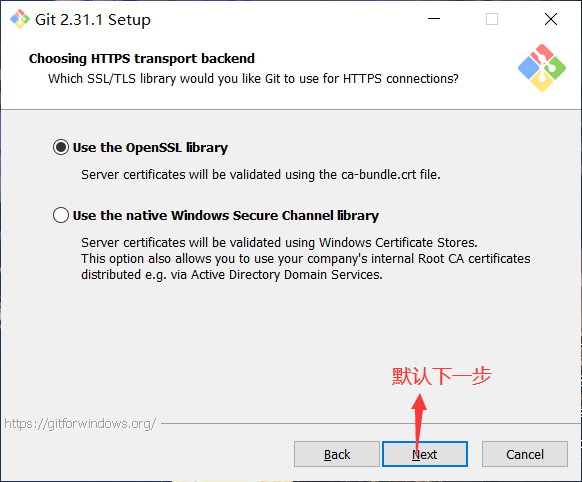 Git 2.31.1 Setup
Choosing HTTPS transport backend
Which SSL/TLS library would you like Git to use for HTTPS connections?
Use the OpenSSL library
Server certificates will be validated using the ca-bundle.crt file.
Use the native Windows Secure Channel library
Server certificates will be validated using Windows Certificate Stores.
This option also allows you to use your company's internal Root CA certificates
distributed e.g. via Active Directory Domain Services.
默认下一步
https://gitforwindows.org/
Back Next Cancel